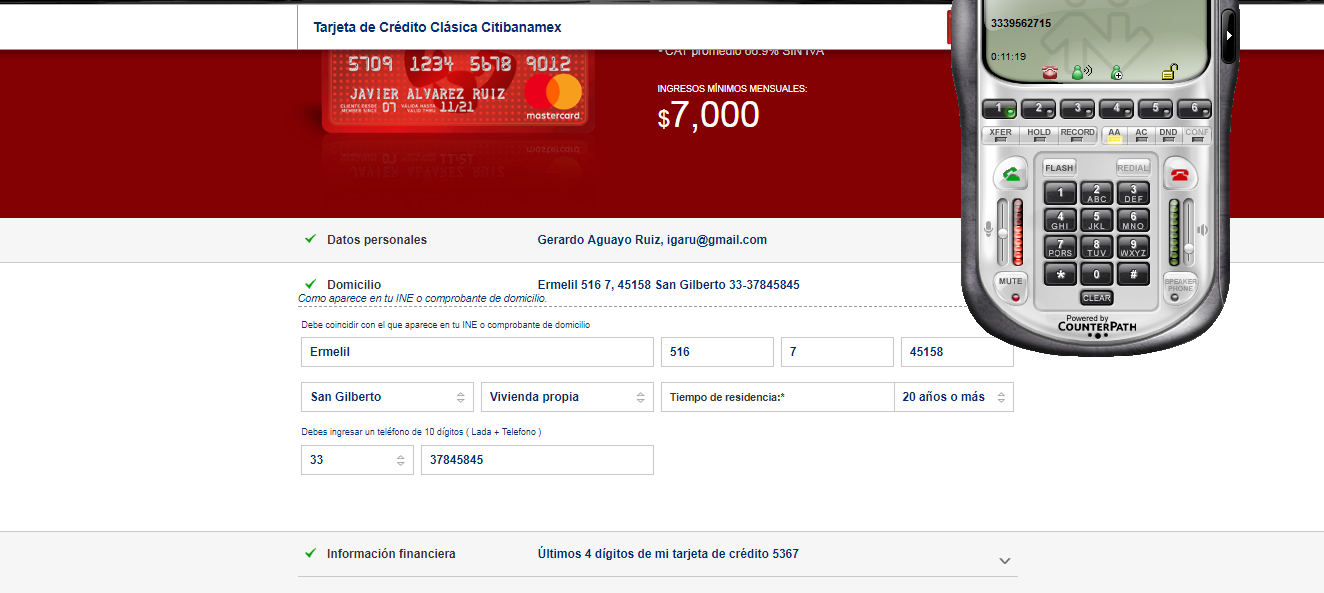 Tarjeta de Crédito Clásica Citibanamex
- CAT promedio 66.9% SIN IVA
5709 1234 5678 9012
JAVIER ALVAREZ RUIZ
CLIENTE DESDE
MEMBER SINCE
07
VÁLIDA HASTA
VALID THRU
11/21
mastercard
INGRESOS MÍNIMOS MENSUALES:
$7,000
Datos personales
Gerardo Aguayo Ruiz, igaru@gmail.com
Domicilio
Ermelil 516 7, 45158 San Gilberto 33-37845845
Como aparece en tu INE o comprobante de domicilio.
Debe coincidir con el que aparece en tu INE o comprobante de domicilio
Ermelil
516
7
45158
San Gilberto
Vivienda propia
Tiempo de residencia:*
20 años o más
Debes ingresar un teléfono de 10 dígitos ( Lada + Telefono )
33
37845845
Información financiera
Últimos 4 dígitos de mi tarjeta de crédito 5367
3339562715
0:11:19
1 2 3 4 5 6
XFER HOLD RECORD AA AC DND CONF
FLASH REDIAL
1 2 ABC 3 DEF
4 GHI 5 JKL 6 MNO
7 PQRS 8 TUV 9 WXYZ
* 0 #
MUTE
SPEAKER PHONE
CLEAR
Powered by
COUNTERPATH